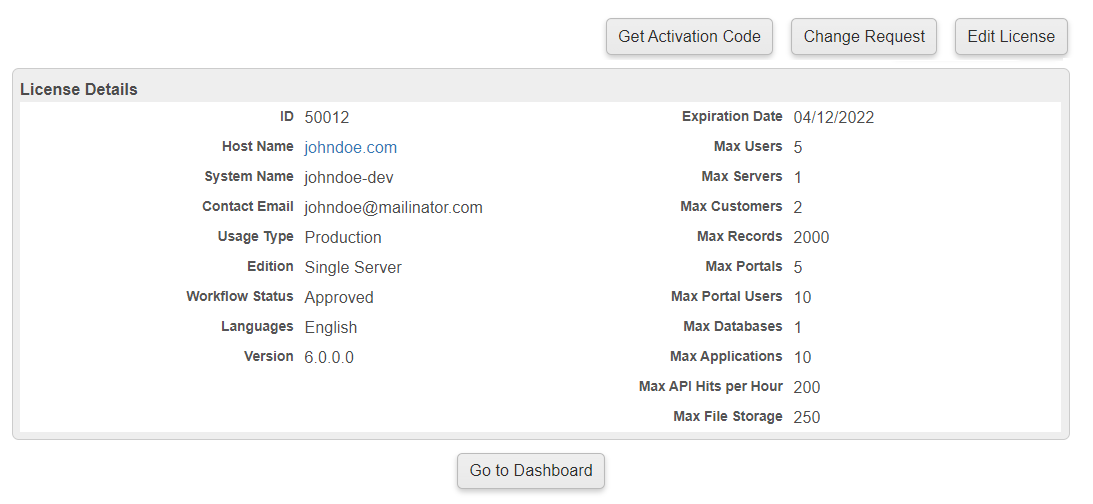 Get Activation Code Change Request Edit License
License Details
ID 50012 Expiration Date 04/12/2022
Host Name johndoe.com Max Users 5
System Name johndoe-dev Max Servers 1
Contact Email johndoe@mailinator.com Max Customers 2
Usage Type Production Max Records 2000
Edition Single Server Max Portals 5
Workflow Status Approved Max Portal Users 10
Languages English Max Databases 1
Version 6.0.0.0 Max Applications 10
Max API Hits per Hour 200
Max File Storage 250
Go to Dashboard